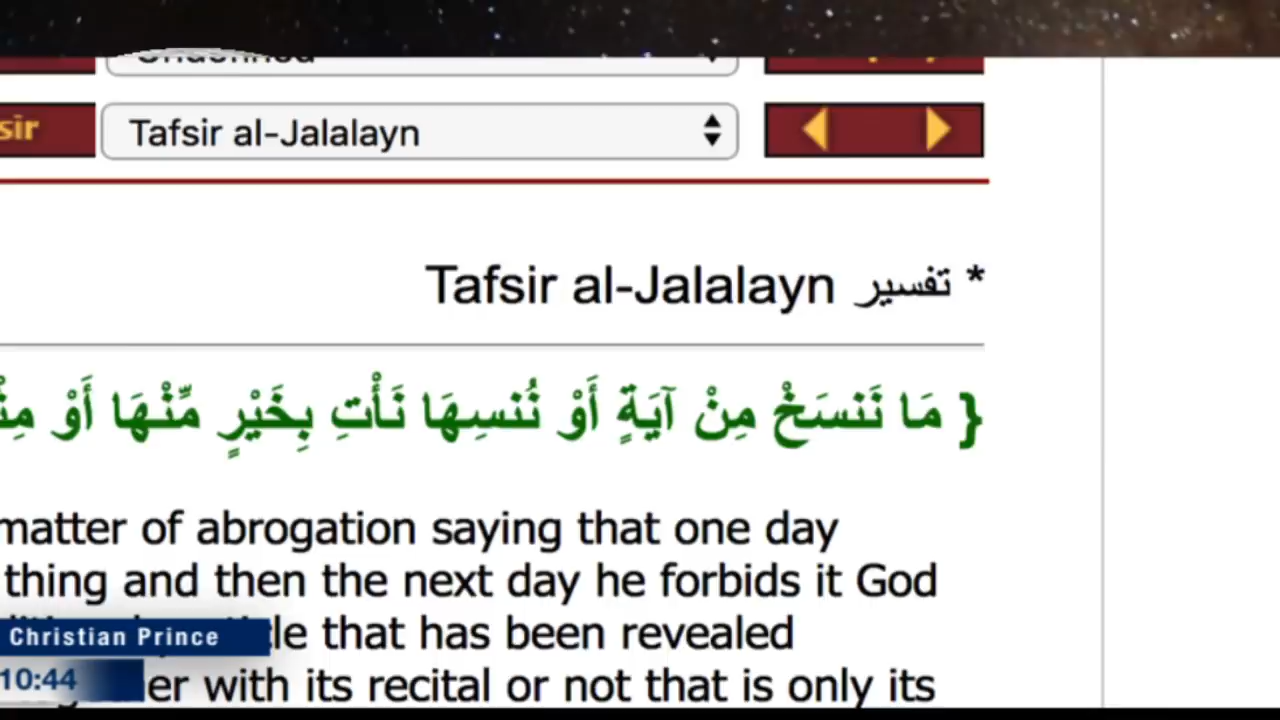 sir Tafsir al-Jalalayn
* تفسير Tafsir al-Jalalayn
{ مَا نَنسَخْ مِنْ آيَةٍ أَوْ نُنسِهَا نَأْتِ بِخَيْرٍ مِّنْهَا أَوْ
matter of abrogation saying that one day
thing and then the next day he forbids it God
le that has been revealed
Christian Prince
er with its recital or not that is only its
10:44